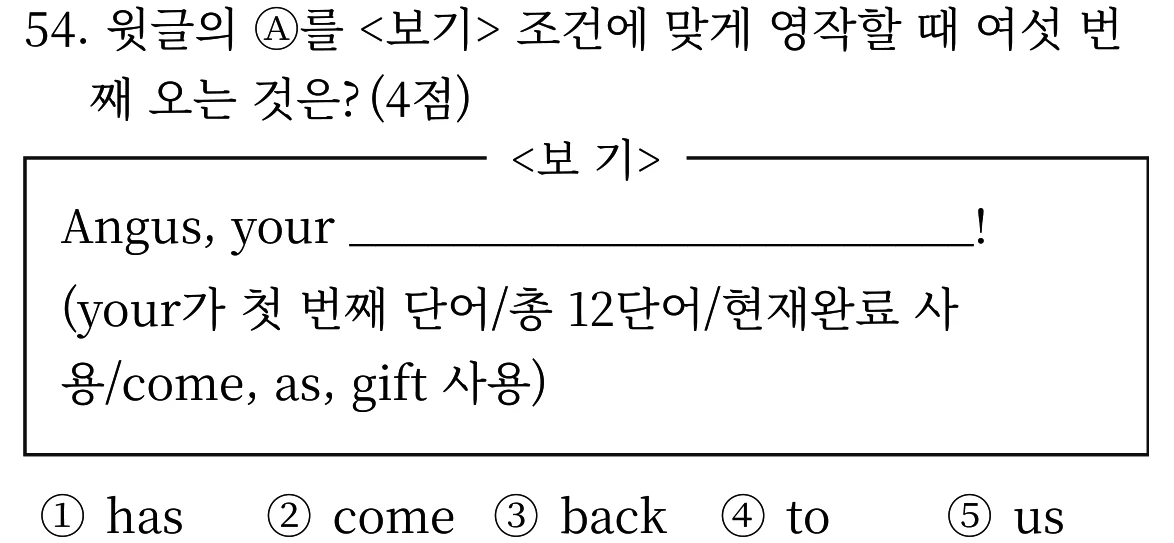 54. 윗글의 Ⓐ를 <보기> 조건에 맞게 영작할 때 여섯 번
째 오는 것은?(4점)
<보 기>
Angus, your ______________________!
(your가 첫 번째 단어/총 12단어/현재완료 사
용/come, as, gift 사용)
① has ② come ③ back ④ to ⑤ us